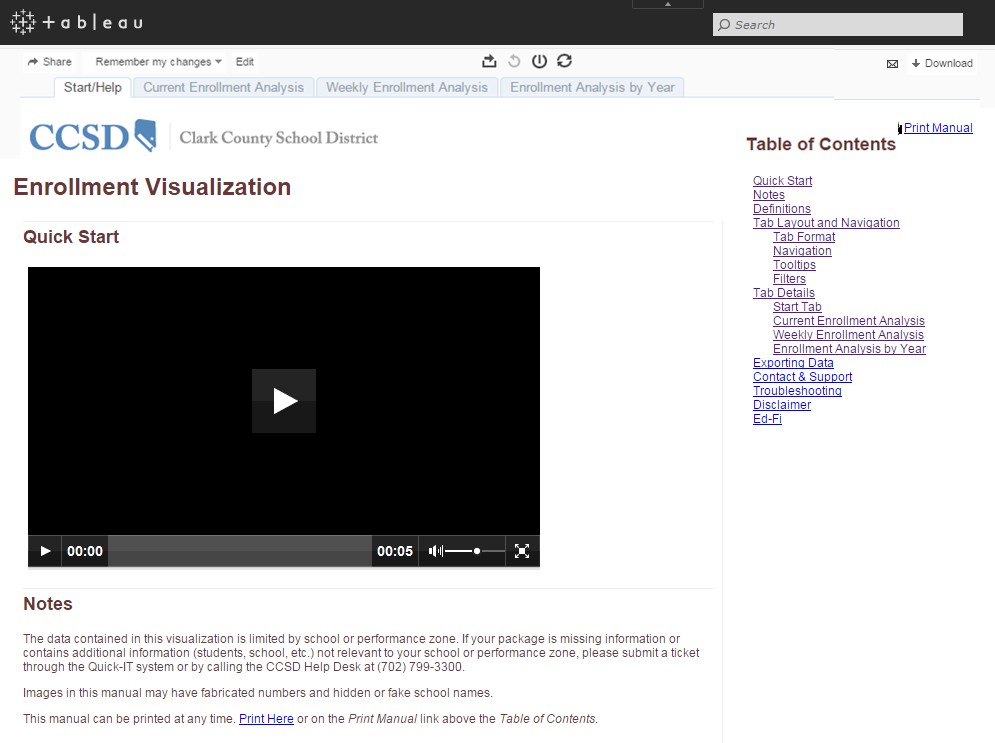 tableau
Search
Share Remember my changes Edit Download
Start/Help Current Enrollment Analysis Weekly Enrollment Analysis Enrollment Analysis by Year
CCSD Clark County School District
Print Manual
Enrollment Visualization
Quick Start
00:00 00:05
Notes
The data contained in this visualization is limited by school or performance zone. If your package is missing information or
contains additional information (students, school, etc.) not relevant to your school or performance zone, please submit a ticket
through the Quick-IT system or by calling the CCSD Help Desk at (702) 799-3300.
Images in this manual may have fabricated numbers and hidden or fake school names.
This manual can be printed at any time. Print Here or on the Print Manual link above the Table of Contents.
Table of Contents
Quick Start
Notes
Definitions
Tab Layout and Navigation
Tab Format
Navigation
Tooltips
Filters
Tab Details
Start Tab
Current Enrollment Analysis
Weekly Enrollment Analysis
Enrollment Analysis by Year
Exporting Data
Contact & Support
Troubleshooting
Disclaimer
Ed-Fi